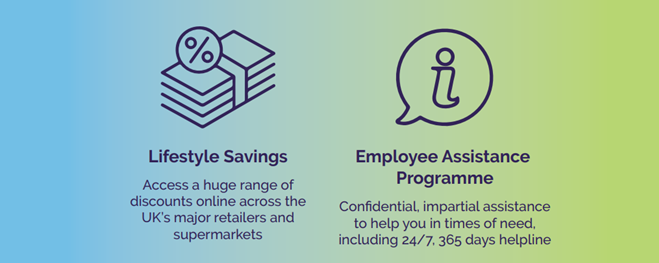 Lifestyle Savings
Access a huge range of
discounts online across the
UK's major retailers and
supermarkets
Employee Assistance
Programme
Confidential, impartial assistance
to help you in times of need,
including 24/7, 365 days helpline